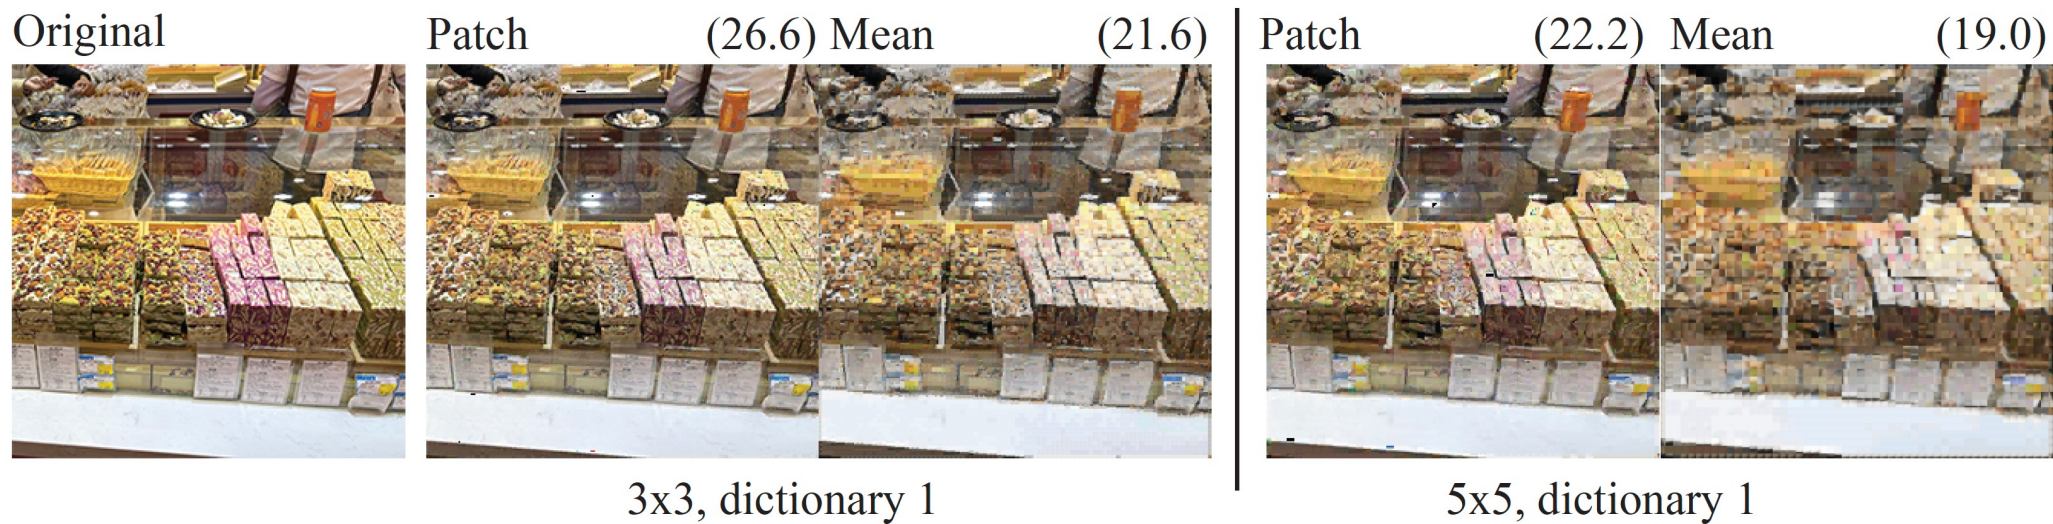 Original
Patch (26.6) Mean (21.6)
Patch (22.2) Mean (19.0)
3x3, dictionary 1
5x5, dictionary 1